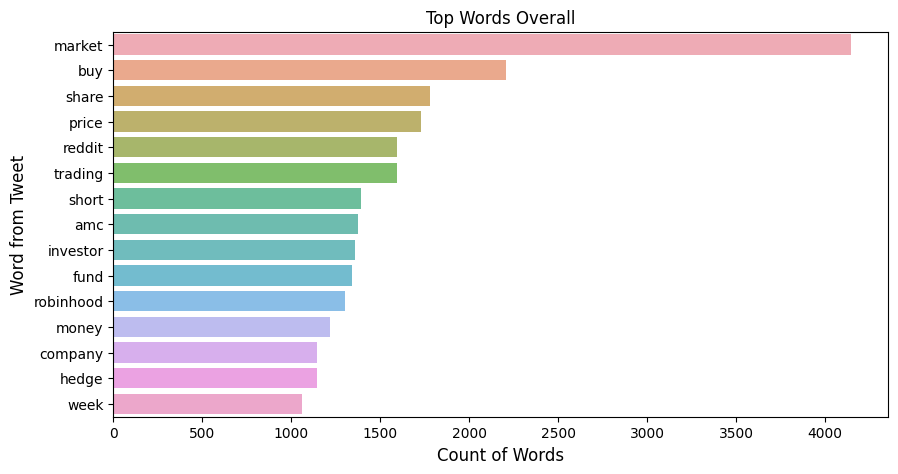 Top Words Overall
Word from Tweet
market
buy
share
price
reddit
trading
short
amc
investor
fund
robinhood
money
company
hedge
week
0 500 1000 1500 2000 2500 3000 3500 4000
Count of Words